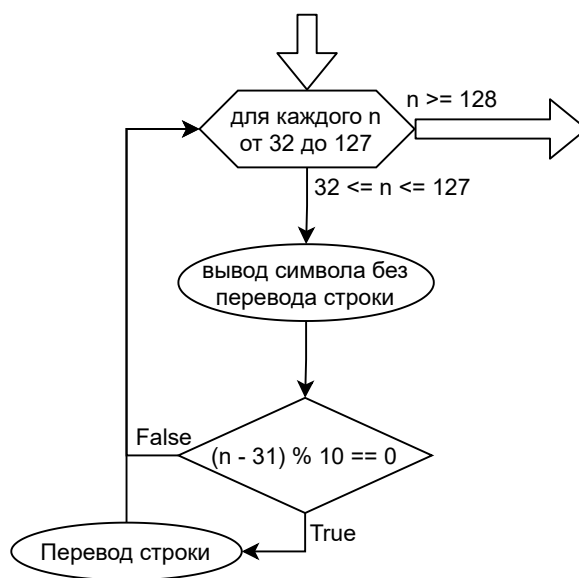 n >= 128
для каждого n
от 32 до 127
32 <= n <= 127
вывод символа без
перевода строки
False
(n - 31) % 10 == 0
True
Перевод строки